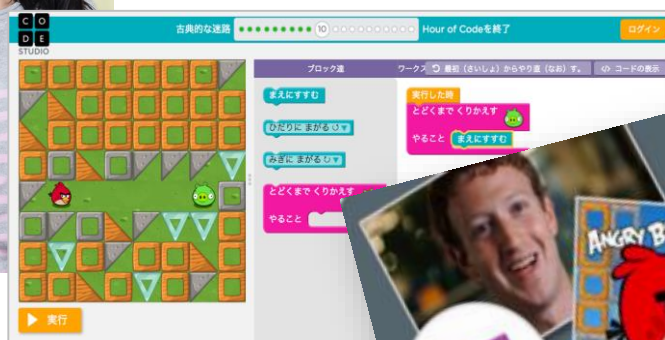 C O
D E
STUDIO
古典的な迷路
10
Hour of Codeを終了
ログイン
ブロック達
ワークス
最初（さいしょ）からやり直（なお）す。
コードの表示
まえにすすむ
ひだりに まがる
みぎに まがる
とどくまで くりかえす
やること
実行した時
とどくまで くりかえす
やること まえにすすむ
ANGRY B
実行